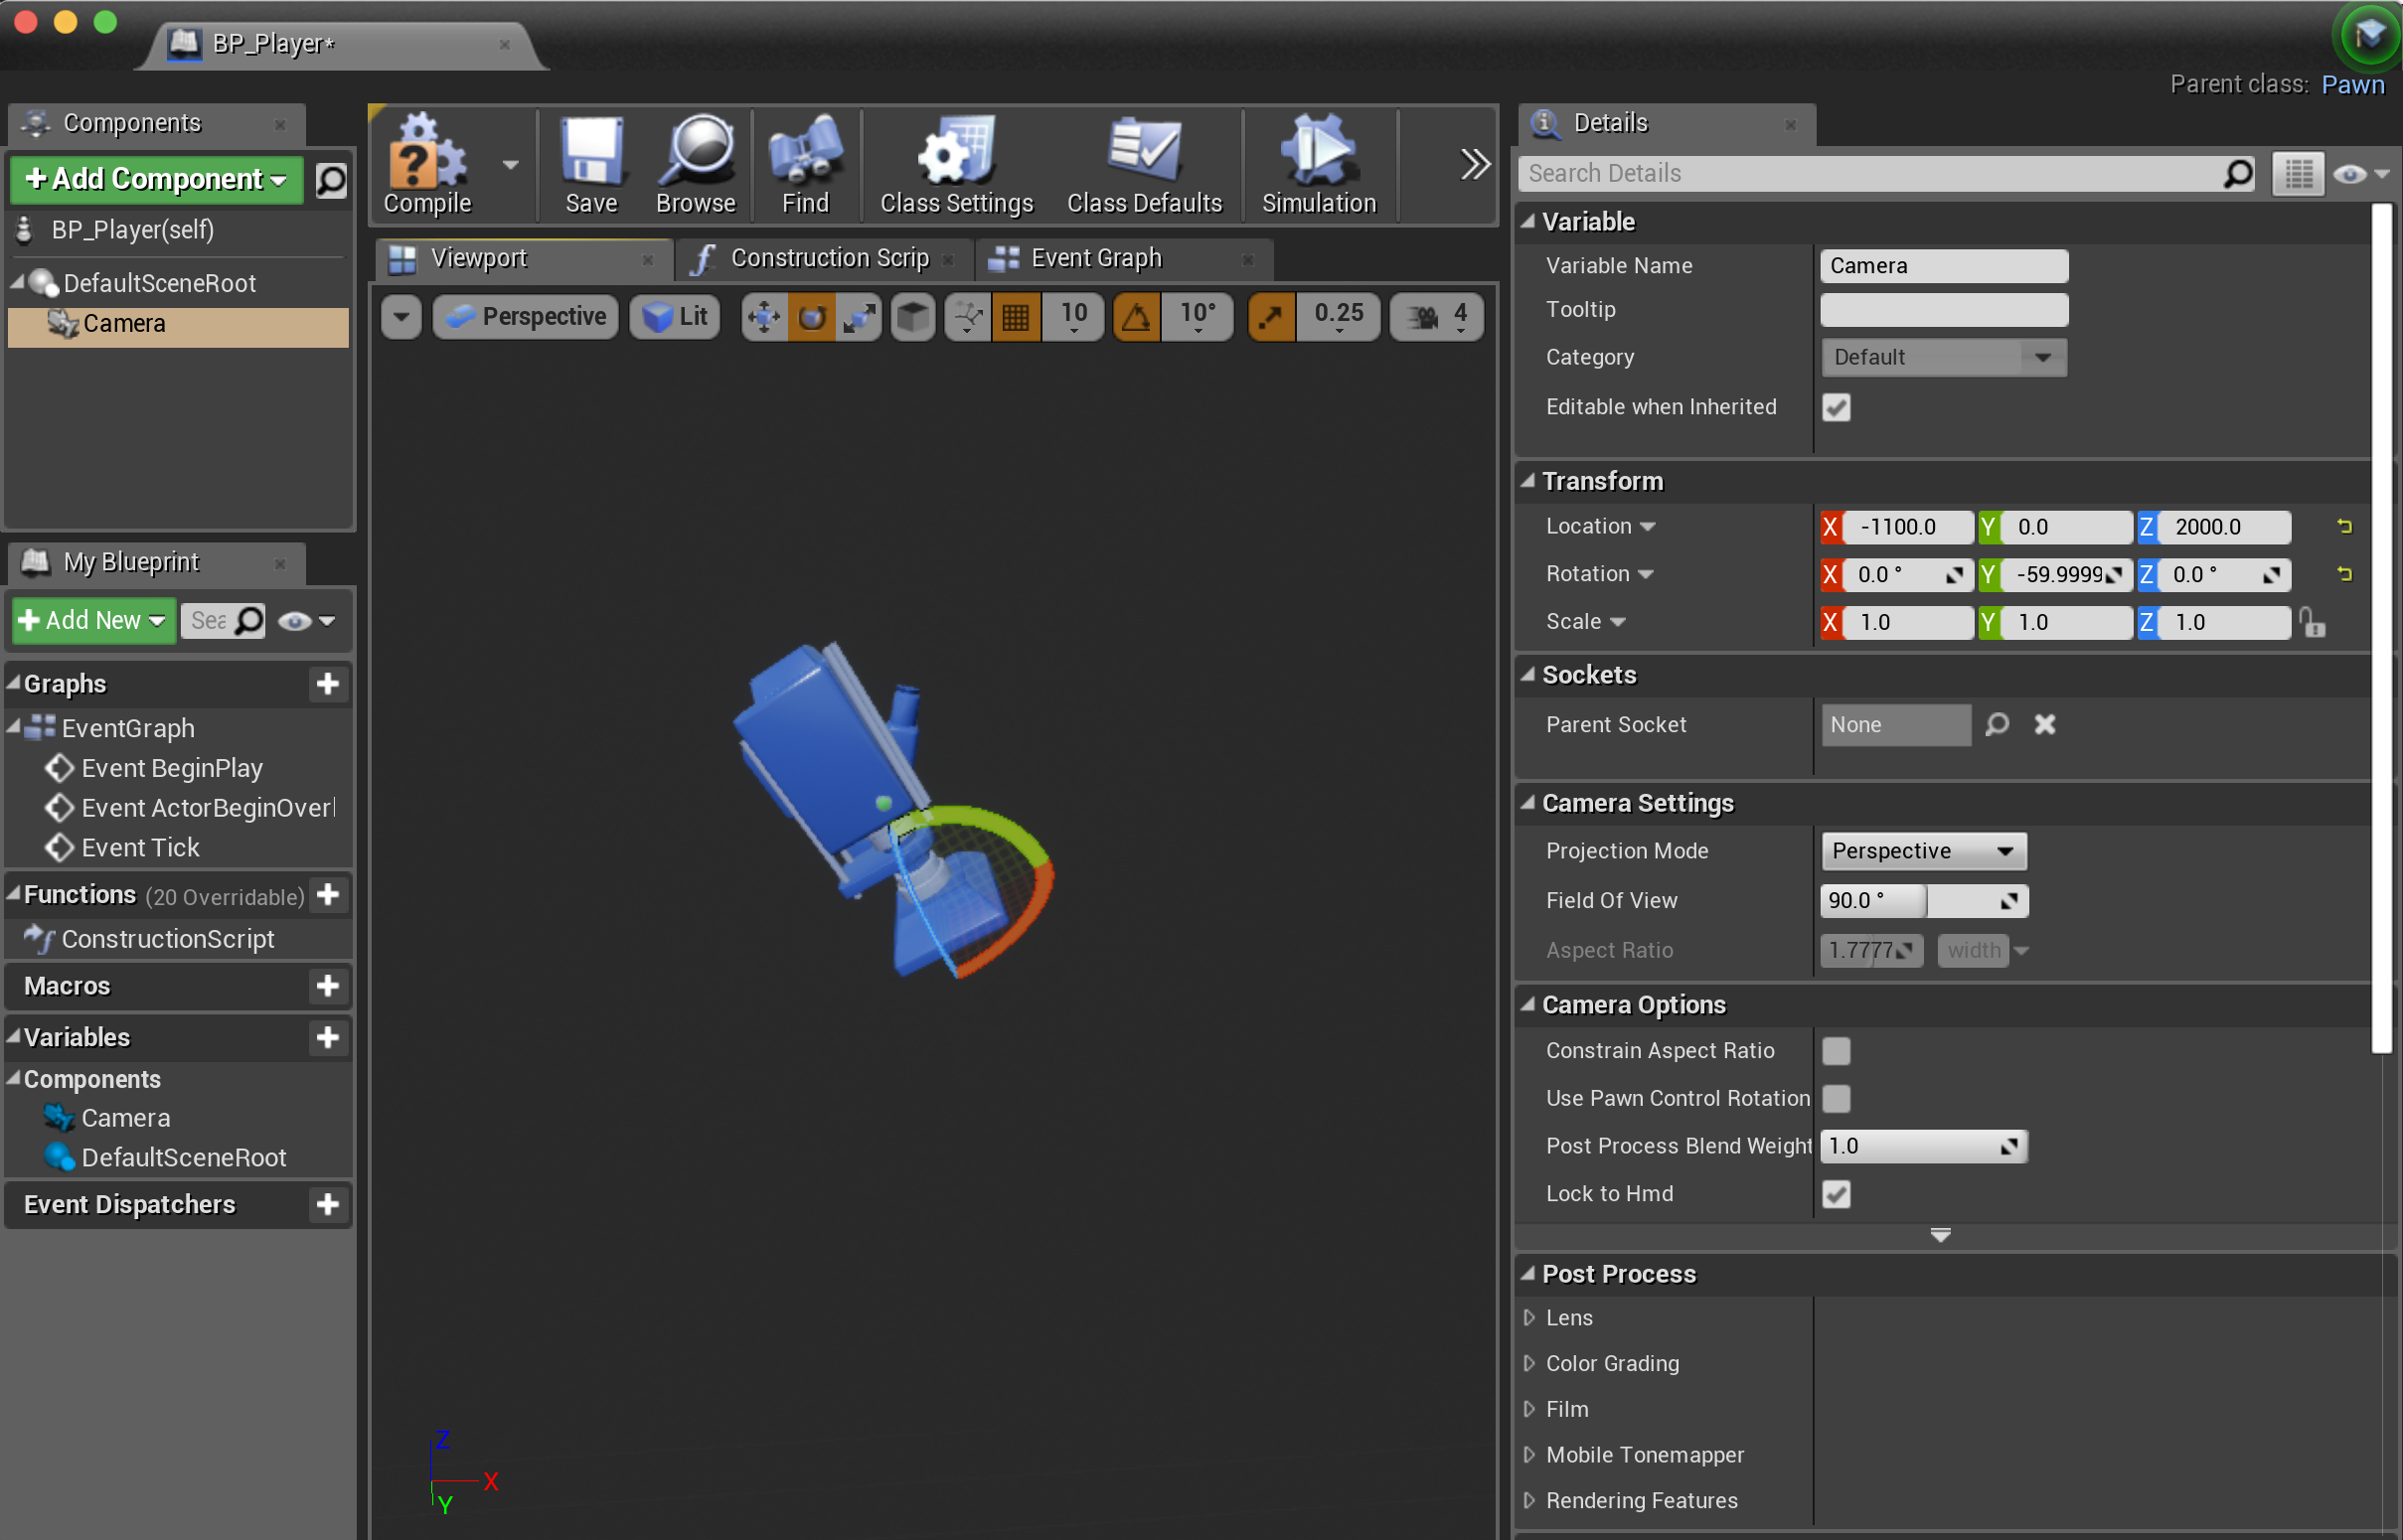 BP_Player*
Parent class: Pawn
Components
+Add Component
BP_Player(self)
DefaultSceneRoot
Camera
My Blueprint
+ Add New
Sea
Graphs
EventGraph
Event BeginPlay
Event ActorBeginOverl
Event Tick
Functions (20 Overridable)
ConstructionScript
Macros
Variables
Components
Camera
DefaultSceneRoot
Event Dispatchers
Compile
Save
Browse
Find
Class Settings
Class Defaults
Simulation
Viewport
Construction Scrip
Event Graph
Perspective
Lit
10
10°
0.25
4
Z
X
Y
Details
Search Details
Variable
Variable Name Camera
Tooltip
Category Default
Editable when Inherited
Transform
Location X -1100.0 Y 0.0 Z 2000.0
Rotation X 0.0 ° Y -59.9999 Z 0.0 °
Scale X 1.0 Y 1.0 Z 1.0
Sockets
Parent Socket None
Camera Settings
Projection Mode Perspective
Field Of View 90.0 °
Aspect Ratio 1.7777 width
Camera Options
Constrain Aspect Ratio
Use Pawn Control Rotation
Post Process Blend Weight 1.0
Lock to Hmd
Post Process
Lens
Color Grading
Film
Mobile Tonemapper
Rendering Features